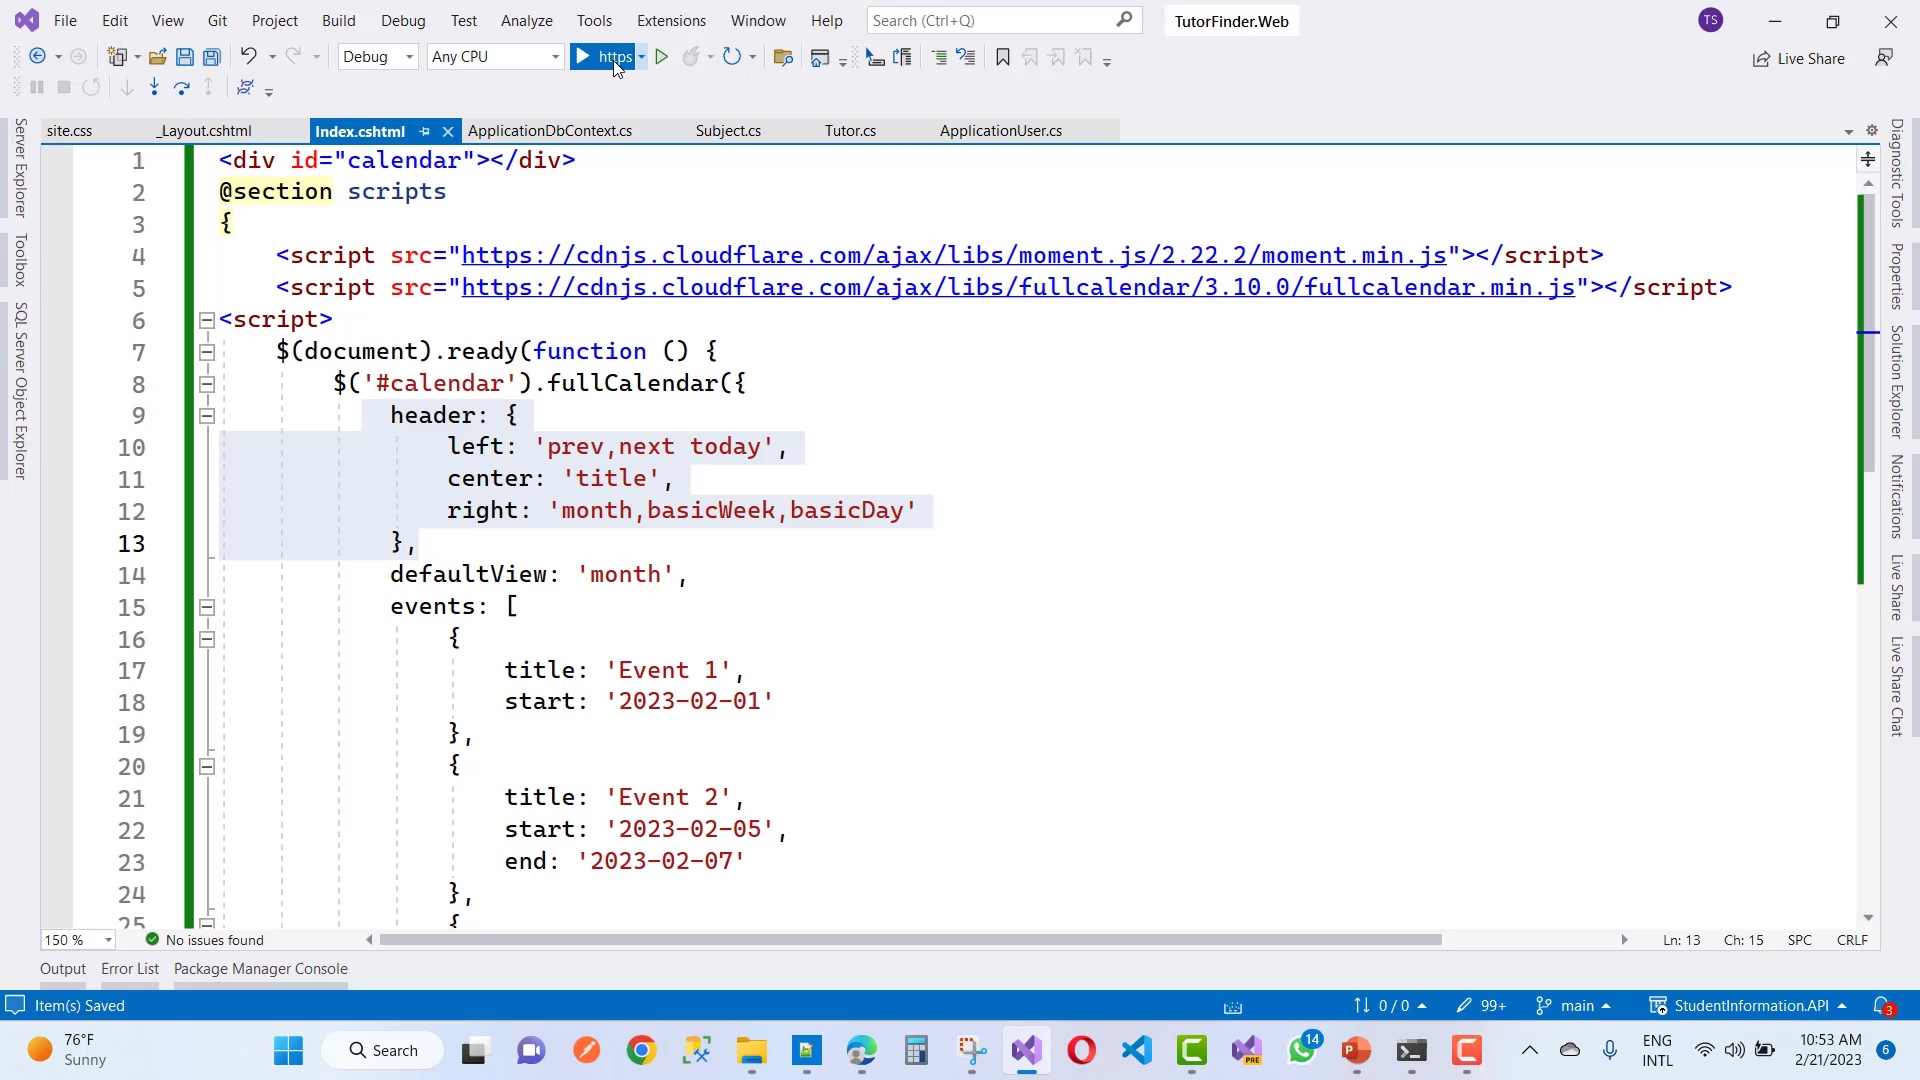 File Edit View Git Project Build Debug Test Analyze Tools Extensions Window Help Search (Ctrl+Q) TutorFinder.Web TS
Debug Any CPU https Live Share
site.css _Layout.cshtml Index.cshtml ApplicationDbContext.cs Subject.cs Tutor.cs ApplicationUser.cs
Server Explorer
Toolbox
SQL Server Object Explorer
1 <div id="calendar"></div>
2 @section scripts
3 {
4 <script src="https://cdnjs.cloudflare.com/ajax/libs/moment.js/2.22.2/moment.min.js"></script>
5 <script src="https://cdnjs.cloudflare.com/ajax/libs/fullcalendar/3.10.0/fullcalendar.min.js"></script>
6 <script>
7 $(document).ready(function () {
8 $('#calendar').fullCalendar({
9 header: {
10 left: 'prev,next today',
11 center: 'title',
12 right: 'month,basicWeek,basicDay'
13 },
14 defaultView: 'month',
15 events: [
16 {
17 title: 'Event 1',
18 start: '2023-02-01'
19 },
20 {
21 title: 'Event 2',
22 start: '2023-02-05',
23 end: '2023-02-07'
24 },
25 {
Diagnostic Tools
Properties
Solution Explorer
Notifications
Live Share
Live Share Chat
150 % No issues found Ln: 13 Ch: 15 SPC CRLF
Output Error List Package Manager Console
Item(s) Saved 0 / 0 99+ main StudentInformation.API 3
76°F
Sunny
Search
PRE
14
ENG
INTL
10:53 AM
2/21/2023
6